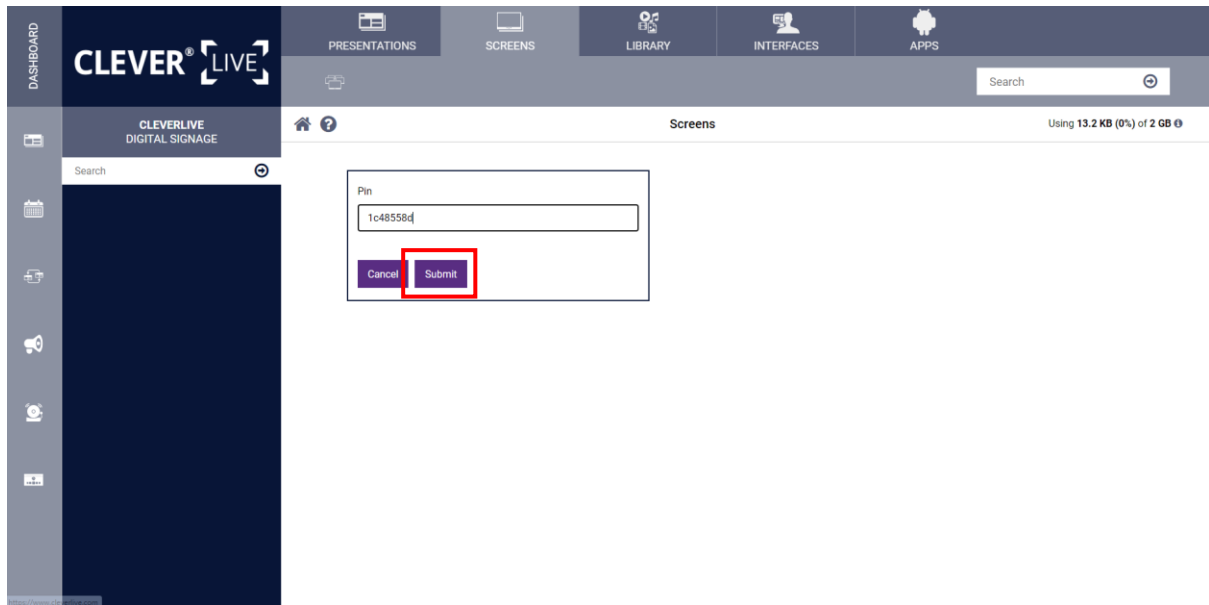 DASHBOARD
CLEVER® LIVE
PRESENTATIONS
SCREENS
LIBRARY
INTERFACES
APPS
Search
CLEVERLIVE
DIGITAL SIGNAGE
Screens
Using 13.2 KB (0%) of 2 GB
Search
Pin
1c48558d
Cancel
Submit